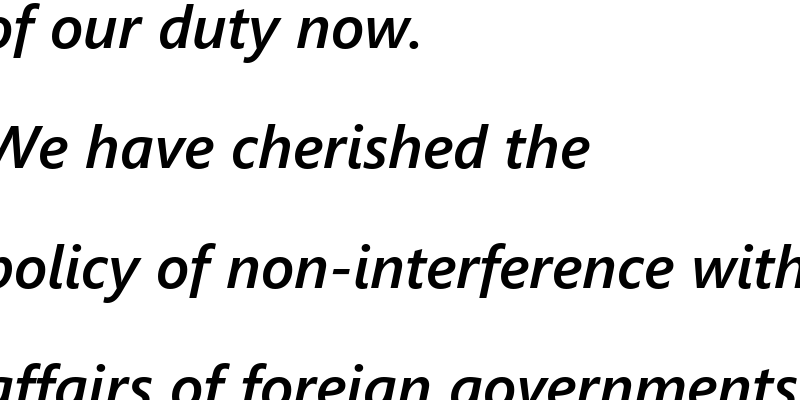 of our duty now.
We have cherished the
policy of non-interference with
affairs of foreign governments